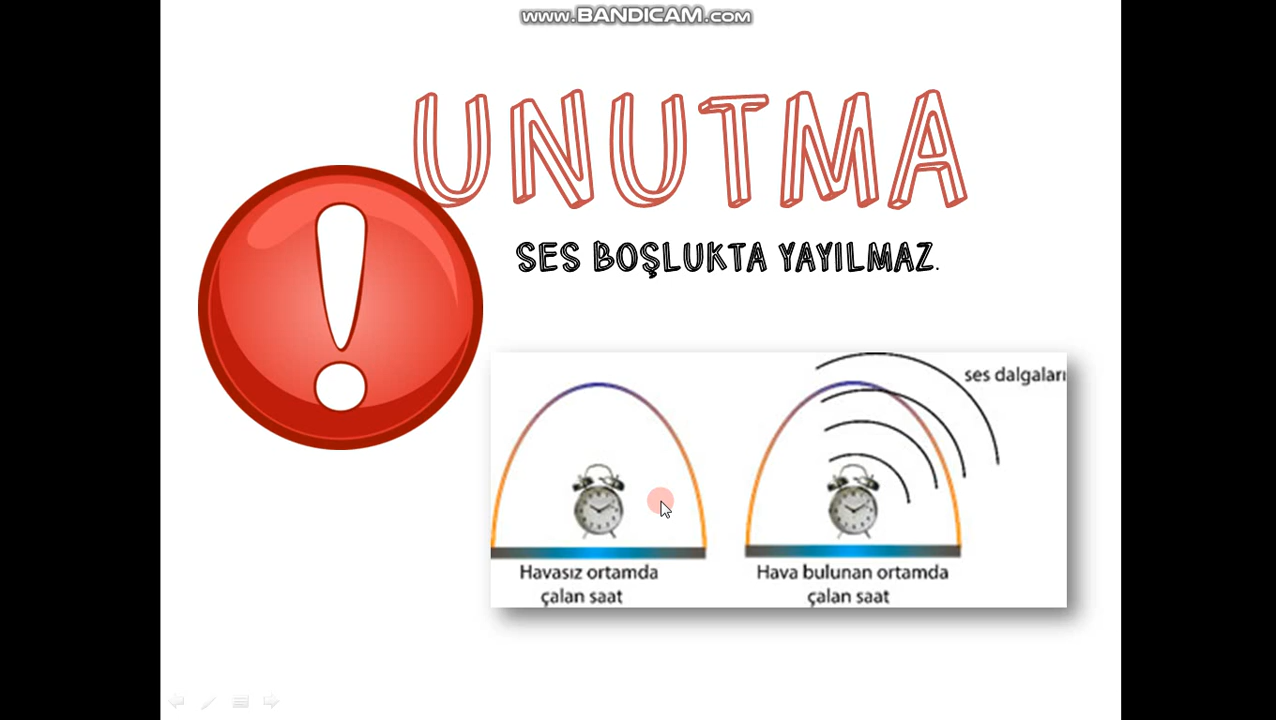 www.BANDICAM.com
UNUTMA
SES BOŞLUKTA YAYILMAZ.
ses dalgaları
Havasız ortamda
çalan saat
Hava bulunan ortamda
çalan saat